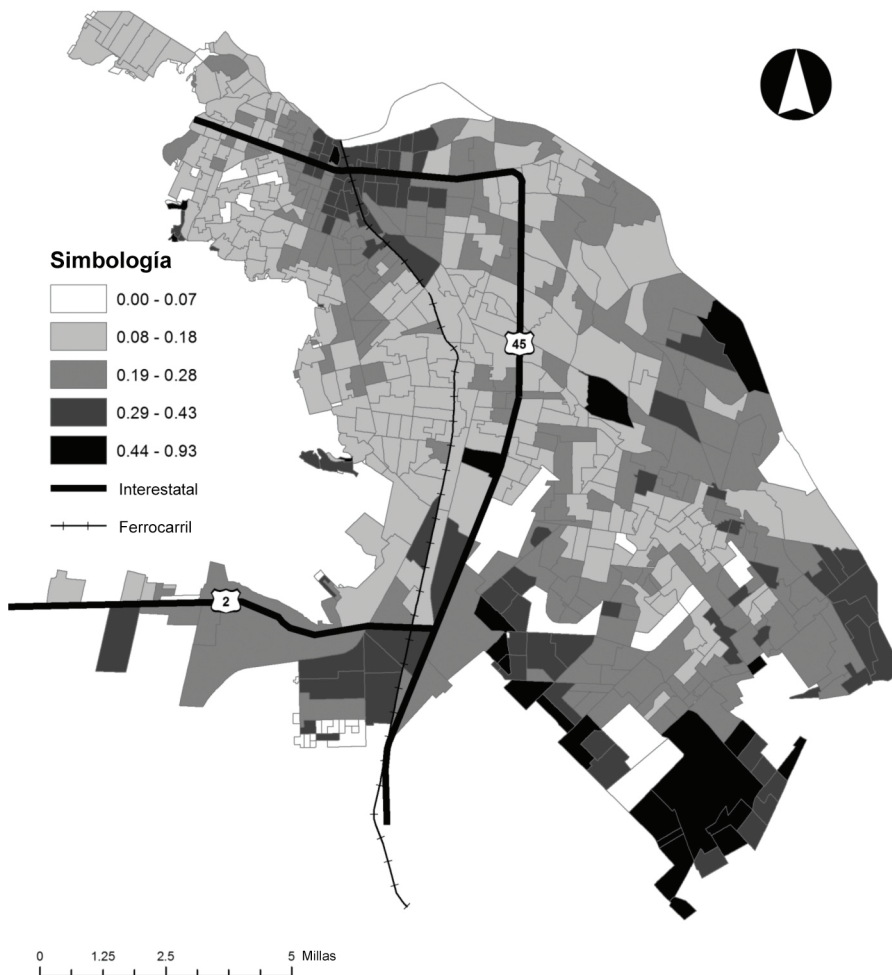 Simbología
0.00 - 0.07
0.08 - 0.18
0.19 - 0.28
0.29 - 0.43
0.44 - 0.93
Interestatal
Ferrocarril
45
2
0 1.25 2.5 5 Millas